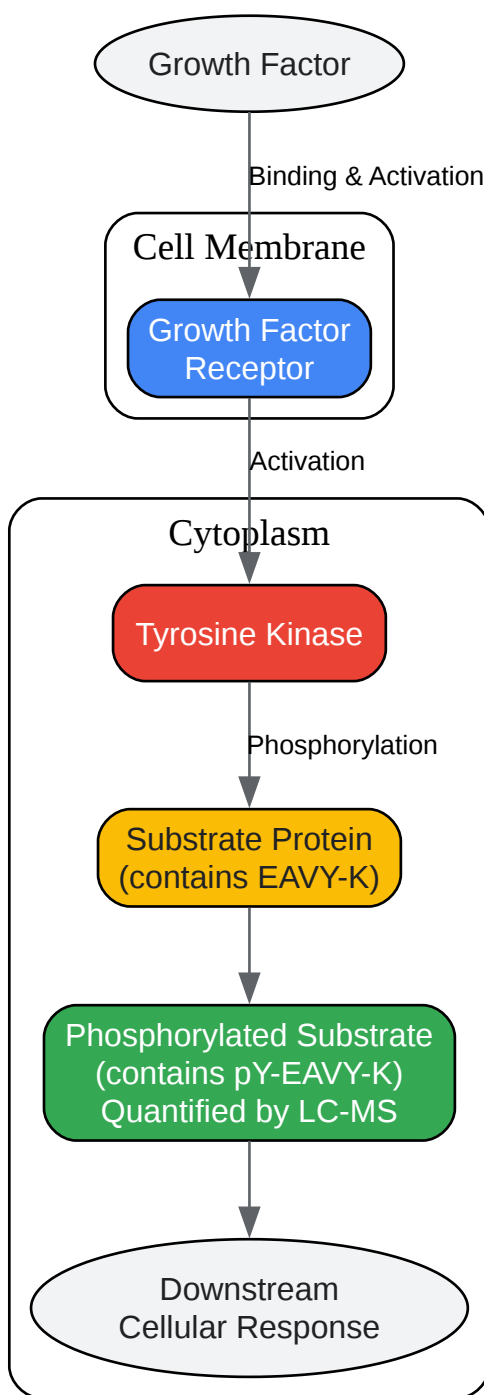 Growth Factor
Binding & Activation
Cell Membrane
Growth Factor
Receptor
Activation
Cytoplasm
Tyrosine Kinase
Phosphorylation
Substrate Protein
(contains EAVY-K)
Phosphorylated Substrate
(contains pY-EAVY-K)
Quantified by LC-MS
Downstream
Cellular Response